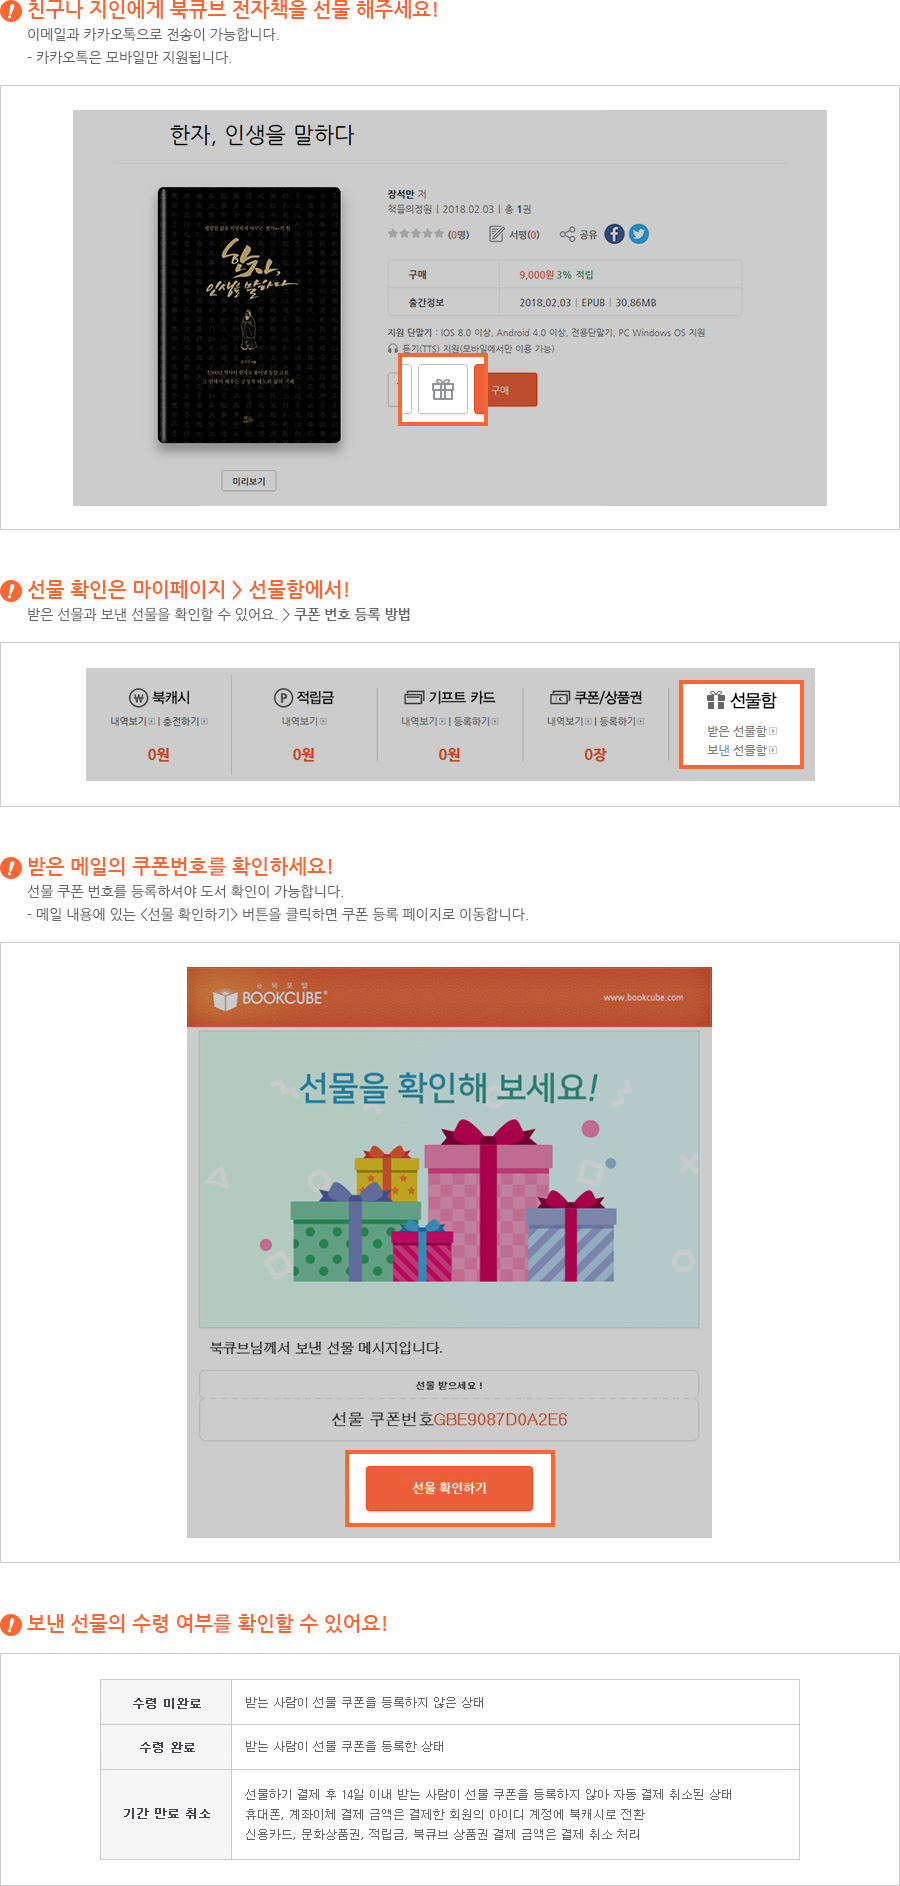 친구나 지인에게 북큐브 전자책을 선물 해주세요!
이메일과 카카오톡으로 전송이 가능합니다.
- 카카오톡은 모바일만 지원됩니다.
한자, 인생을 말하다
장석만 저
책들의정원 | 2018.02.03 | 총 1권
(0명) 서평(0) 공유
한자,
인생을 말하다
구매 9,000원 3% 적립
출간정보 2018.02.03 | EPUB | 30.86MB
지원 단말기 : IOS 8.0 이상, Android 4.0 이상, 전용단말기, PC Windows OS 지원
듣기(TTS) 지원(모바일에서만 이용 가능)
구매
미리보기
선물 확인은 마이페이지 > 선물함에서!
받은 선물과 보낸 선물을 확인할 수 있어요. > 쿠폰 번호 등록 방법
북캐시 적립금 기프트 카드 쿠폰/상품권 선물함
내역보기 | 충전하기 내역보기 내역보기 | 등록하기 내역보기 | 등록하기 받은 선물함
보낸 선물함
0원 0원 0원 0장
받은 메일의 쿠폰번호를 확인하세요!
선물 쿠폰 번호를 등록하셔야 도서 확인이 가능합니다.
- 메일 내용에 있는 <선물 확인하기> 버튼을 클릭하면 쿠폰 등록 페이지로 이동합니다.
e 북 포 털
BOOKCUBE® www.bookcube.com
선물을 확인해 보세요!
북큐브님께서 보낸 선물 메시지입니다.
선물 받으세요 !
선물 쿠폰번호GBE9087D0A2E6
선물 확인하기
보낸 선물의 수령 여부를 확인할 수 있어요!
수령 미완료 받는 사람이 선물 쿠폰을 등록하지 않은 상태
수령 완료 받는 사람이 선물 쿠폰을 등록한 상태
선물하기 결제 후 14일 이내 받는 사람이 선물 쿠폰을 등록하지 않아 자동 결제 취소된 상태
기간 만료 취소 휴대폰, 계좌이체 결제 금액은 결제한 회원의 아이디 계정에 북캐시로 전환
신용카드, 문화상품권, 적립금, 북큐브 상품권 결제 금액은 결제 취소 처리